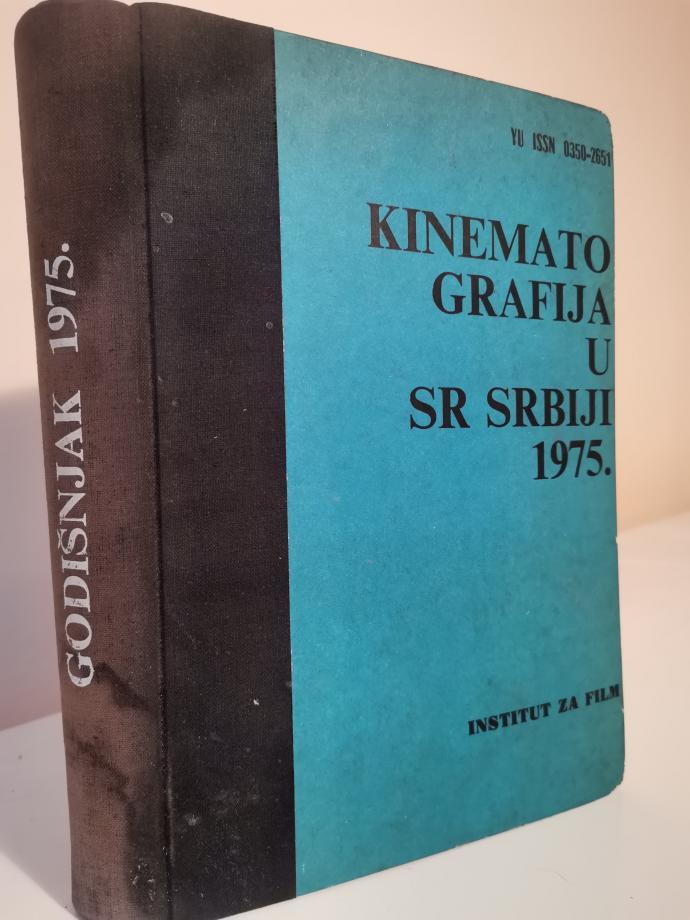 GODIŠNJAK 1975.
YU ISSN 0350-2651
KINEMATO
GRAFIJA
U
SR SRBIJI
1975.
INSTITUT ZA FILM